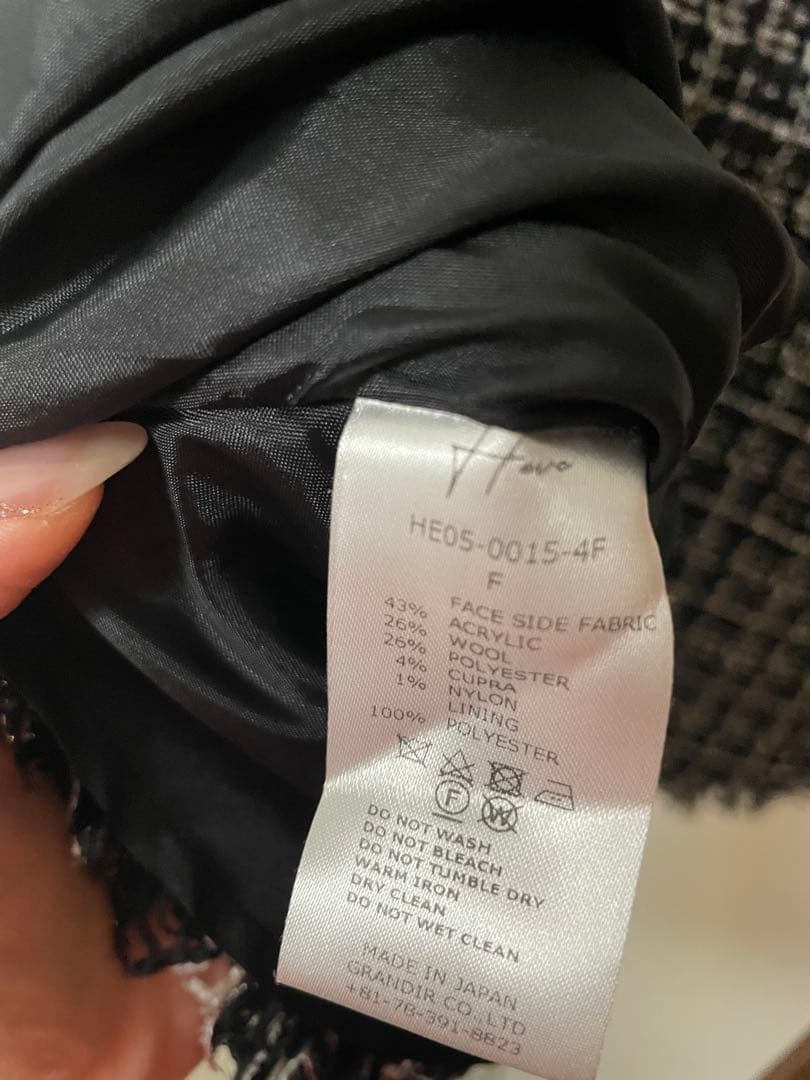 HE05-0015-4F
F
FACE SIDE FABRIC
43% ACRYLIC
26% WOOL
26% POLYESTER
4% CUPRA
1% NYLON
LINING
100% POLYESTER
F W
DO NOT WASH
DO NOT BLEACH
DO NOT TUMBLE DRY
WARM IRON
DRY CLEAN
DO NOT WET CLEAN
MADE IN JAPAN
GRANDIR CO.,LTD
+81-78-391-8823